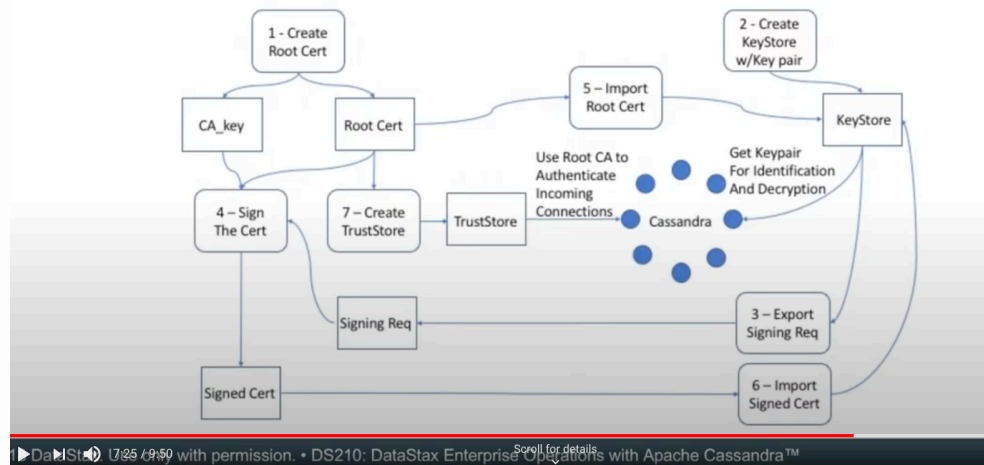 1 - Create
Root Cert
2 - Create
KeyStore
w/Key pair
5 – Import
Root Cert
CA_key
Root Cert
KeyStore
Use Root CA to
Authenticate
Incoming
Connections
Get Keypair
For Identification
And Decryption
4 – Sign
The Cert
7 – Create
TrustStore
TrustStore
Cassandra
Signing Req
3 – Export
Signing Req
Signed Cert
6 – Import
Signed Cert
7:25 / 9:50
Scroll for details
DataStax. Use only with permission. • DS210: DataStax Enterprise Operations with Apache Cassandra™